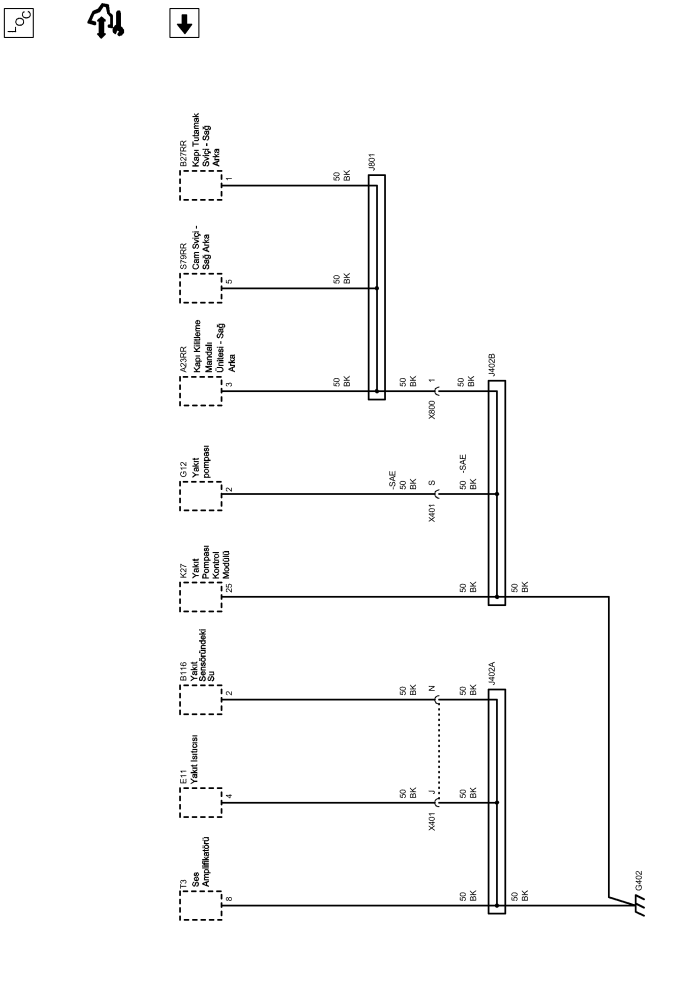 LOC
T3
Ses
Amplifikatörü
8
50
BK
50
BK
E11
Yakıt Isıtıcısı
4
50
BK
X401
J
50
BK
B116
Yakıt
Sensöründeki
Su
2
50
BK
N
50
BK
J402A
K27
Yakıt
Pompası
Kontrol
Modülü
25
50
BK
50
BK
G12
Yakıt
pompası
2
-SAE
50
BK
X401
S
50
BK
-SAE
A23RR
Kapı Kilitleme
Mandalı
Ünitesi - Sağ
Arka
3
50
BK
50
BK
X800
1
50
BK
J402B
S79RR
Cam Sviçi -
Sağ Arka
5
50
BK
B27RR
Kapı Tutamak
Sviçi - Sağ
Arka
1
50
BK
J801
G402